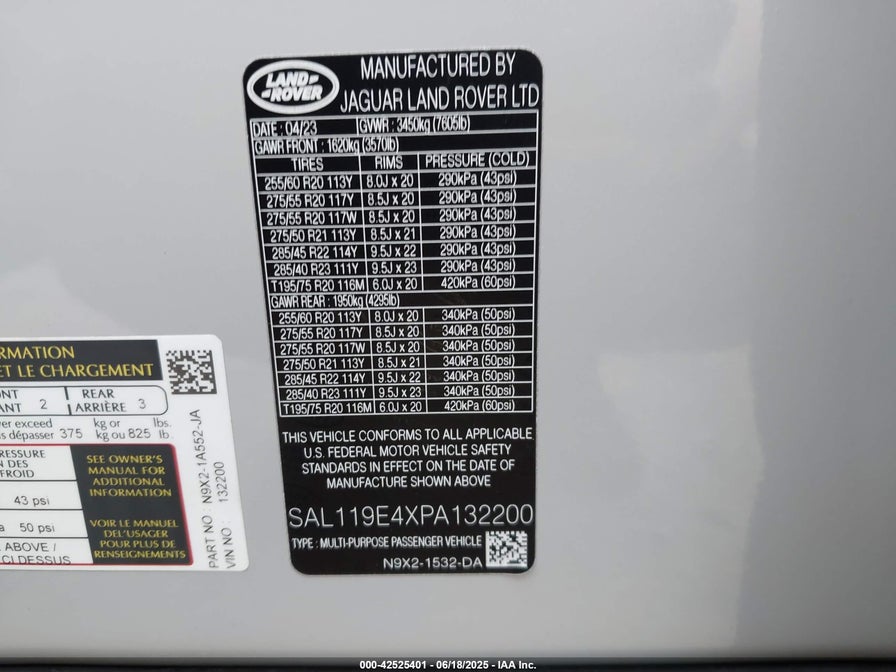 LAND ROVER
MANUFACTURED BY
JAGUAR LAND ROVER LTD
DATE : 04/23 GVWR : 3450kg (7605lb)
GAWR FRONT : 1620kg (3570lb)
TIRES RIMS PRESSURE (COLD)
255/60 R20 113Y 8.0J x 20 290kPa (43psi)
275/55 R20 117Y 8.5J x 20 290kPa (43psi)
275/55 R20 117W 8.5J x 20 290kPa (43psi)
275/50 R21 113Y 8.5J x 21 290kPa (43psi)
285/45 R22 114Y 9.5J x 22 290kPa (43psi)
285/40 R23 111Y 9.5J x 23 290kPa (43psi)
T195/75 R20 116M 6.0J x 20 420kPa (60psi)
GAWR REAR : 1950kg (4295lb)
255/60 R20 113Y 8.0J x 20 340kPa (50psi)
275/55 R20 117Y 8.5J x 20 340kPa (50psi)
275/55 R20 117W 8.5J x 20 340kPa (50psi)
275/50 R21 113Y 8.5J x 21 340kPa (50psi)
285/45 R22 114Y 9.5J x 22 340kPa (50psi)
285/40 R23 111Y 9.5J x 23 340kPa (50psi)
T195/75 R20 116M 6.0J x 20 420kPa (60psi)
THIS VEHICLE CONFORMS TO ALL APPLICABLE
U.S. FEDERAL MOTOR VEHICLE SAFETY
STANDARDS IN EFFECT ON THE DATE OF
MANUFACTURE SHOWN ABOVE
SAL119E4XPA132200
TYPE : MULTI-PURPOSE PASSENGER VEHICLE
N9X2-1532-DA
RMATION
ET LE CHARGEMENT
NT
ANT 2
REAR
ARRIÈRE 3
ver exceed kg or lbs.
is dépasser 375 kg ou 825 lb.
RESSURE
N DES
FROID
43 psi
a 50 psi
ABOVE /
CI DESSUS
SEE OWNER'S
MANUAL FOR
ADDITIONAL
INFORMATION
VOIR LE MANUEL
DEL'USAGER
POUR PLUS DE
RENSEIGNEMENTS
PART NO : N9X2-1A552-JA
VIN NO : 132200
000-42525401 - 06/18/2025 - IAA Inc.